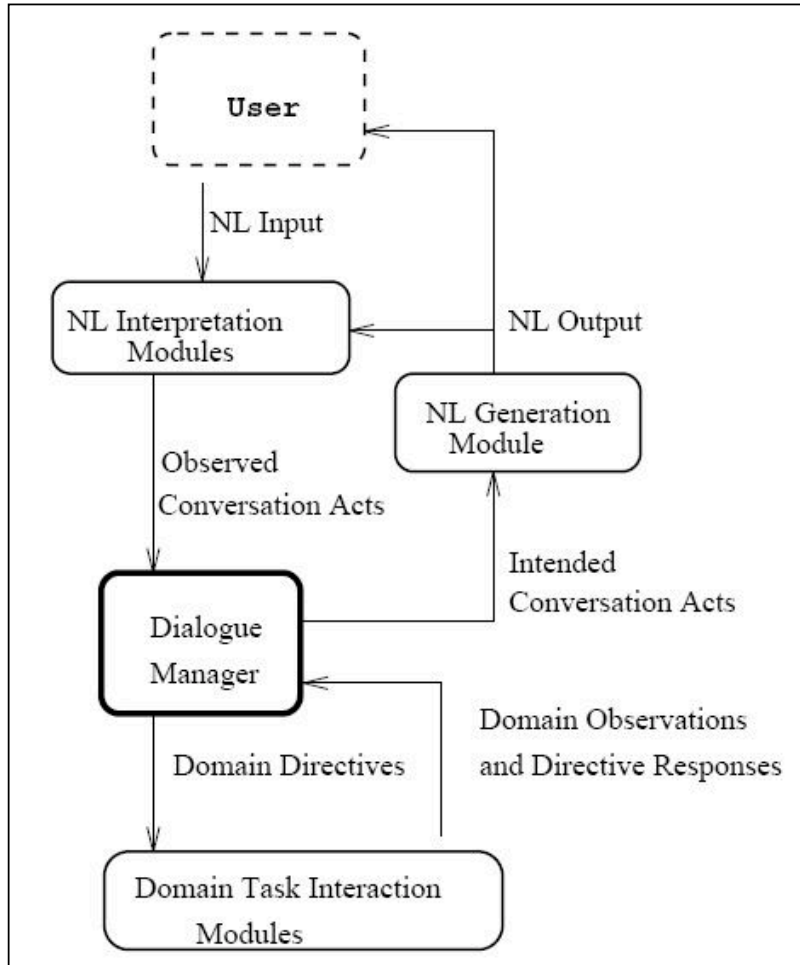 User
NL Input
NL Interpretation
Modules
NL Output
NL Generation
Module
Observed
Conversation Acts
Intended
Conversation Acts
Dialogue
Manager
Domain Observations
and Directive Responses
Domain Directives
Domain Task Interaction
Modules